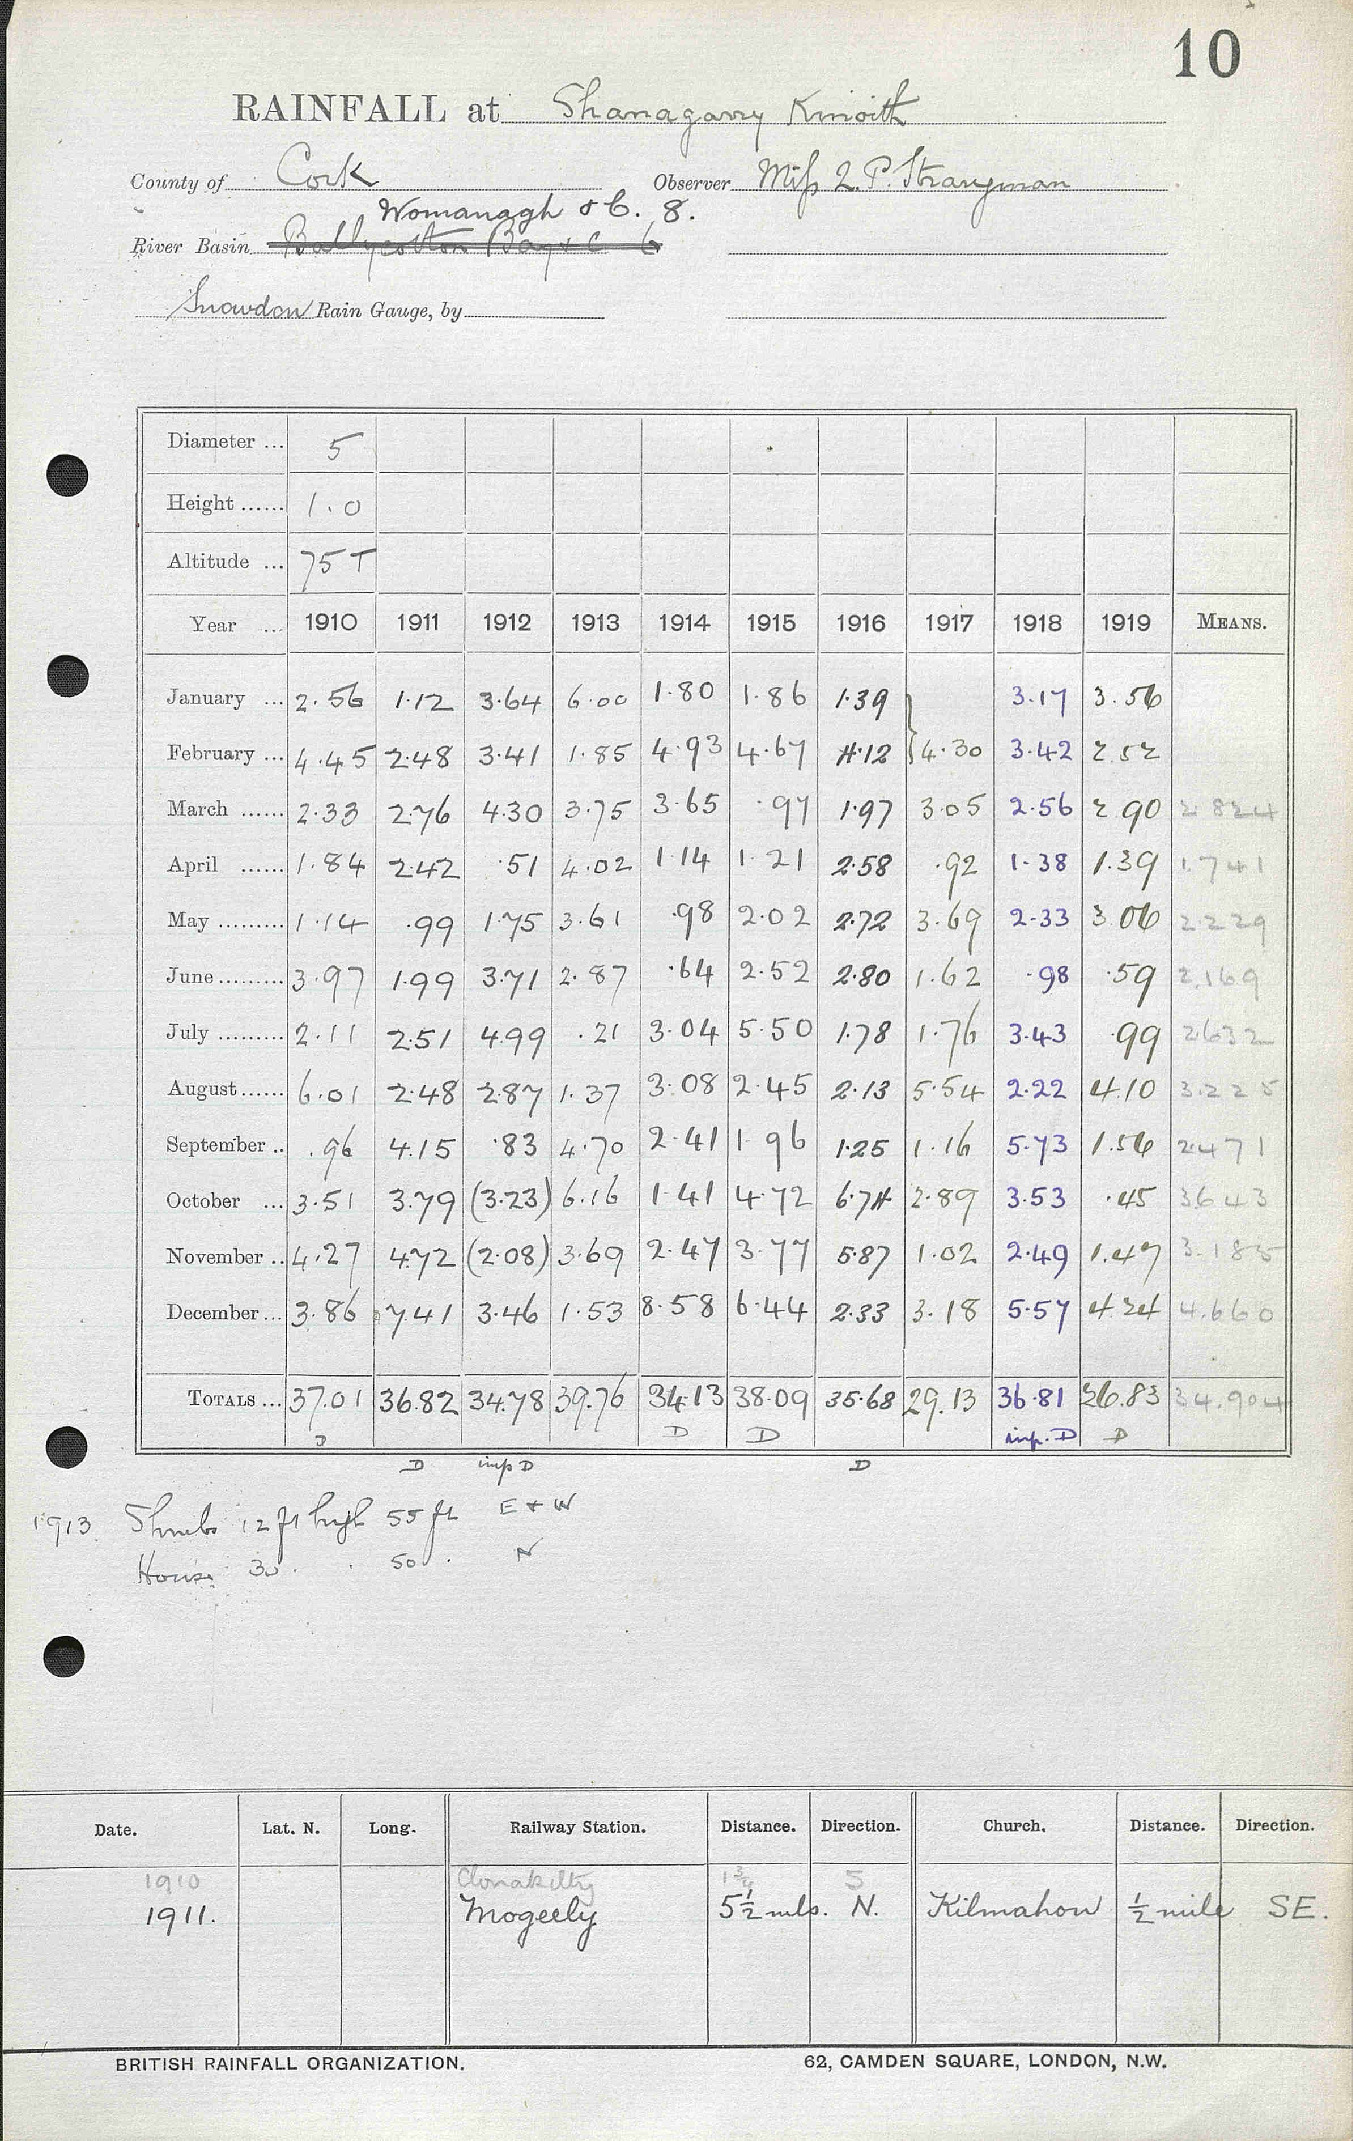 10
RAINFALL at Shanagarry Kinoith
County of Cork Observer Miss L. P. Strangman
Womanagh &C. 8.
River Basin Ballycotton Bay & C 6
Snowdon Rain Gauge, by
Diameter ... 5
Height ...... 1.0
Altitude ... 75 T
Year ... 1910 1911 1912 1913 1914 1915 1916 1917 1918 1919 MEANS.
January ... 2.56 1.12 3.64 6.00 1.80 1.86 1.39 3.17 3.56
February ... 4.45 2.48 3.41 1.85 4.93 4.67 4.12 } 4.30 3.42 2.52
March ...... 2.33 2.76 4.30 3.75 3.65 .97 1.97 3.05 2.56 2.90 2.824
April ...... 1.84 2.42 .51 4.02 1.14 1.21 2.58 .92 1.38 1.39 1.741
May ......... 1.14 .99 1.75 3.61 .98 2.02 2.72 3.69 2.33 3.06 2.229
June ......... 3.97 1.99 3.71 2.87 .64 2.52 2.80 1.62 .98 .59 2.169
July ......... 2.11 2.51 4.99 .21 3.04 5.50 1.78 1.76 3.43 .99 2.632
August ...... 6.01 2.48 2.87 1.37 3.08 2.45 2.13 5.54 2.22 4.10 3.225
September .. .96 4.15 .83 4.70 2.41 1.96 1.25 1.16 5.73 1.56 2.471
October ... 3.51 3.79 (3.23) 6.16 1.41 4.72 6.74 2.89 3.53 .45 3.643
November .. 4.27 4.72 (2.08) 3.69 2.47 3.77 5.87 1.02 2.49 1.47 3.185
December ... 3.86 7.41 3.46 1.53 8.58 6.44 2.33 3.18 5.57 4.24 4.660
TOTALS ... 37.01 36.82 34.78 39.76 34.13 38.09 35.68 29.13 36.81 26.83 34.904
D D D imp. D D
D imp D D
1913 Shrubs 12 ft high 55 ft E + W
House 30 . 50 . N
Date. Lat. N. Long. Railway Station. Distance. Direction. Church. Distance. Direction.
1910 Clonakilty 1 3/4 S
1911. Mogeely 5 1/2 mls. N. Kilmahon 1/2 mile SE.
BRITISH RAINFALL ORGANIZATION. 62, CAMDEN SQUARE, LONDON, N.W.